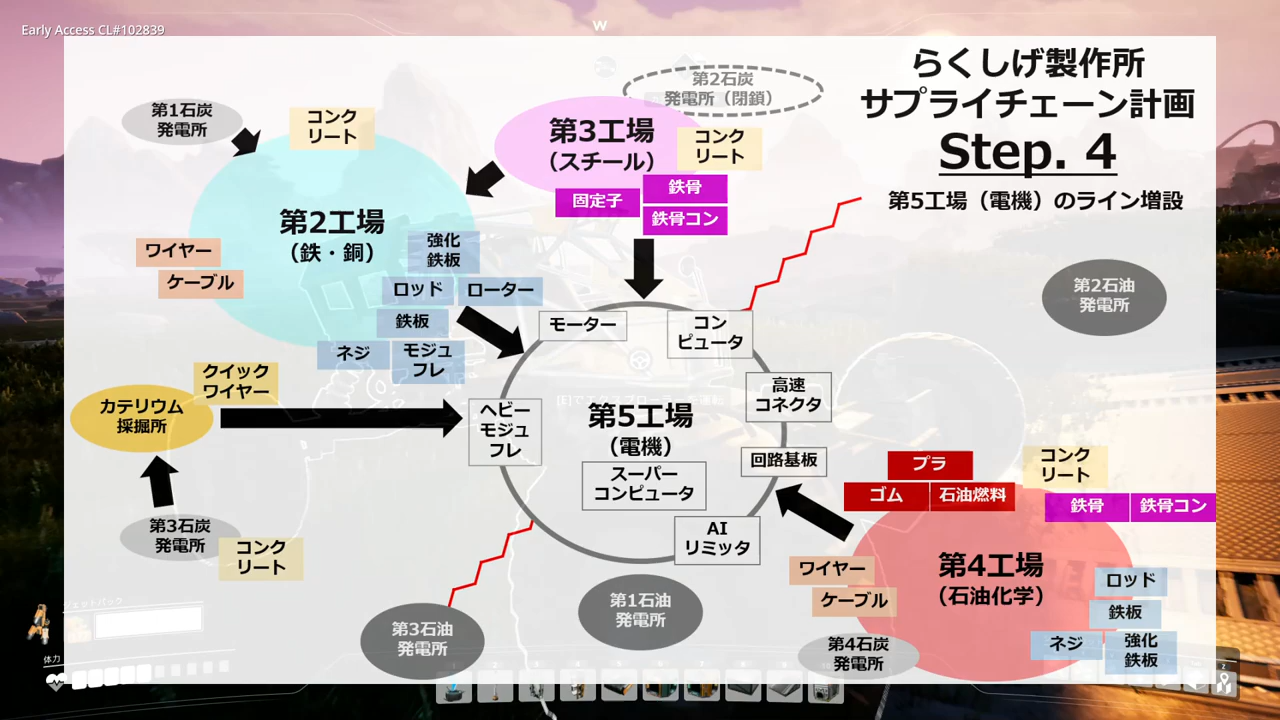 Early Access CL#102839
W
らくしげ製作所
サプライチェーン計画
Step. 4
第5工場（電機）のライン増設
第1石炭
発電所
コンク
リート
第2石炭
発電所（閉鎖）
第3工場
（スチール）
コンク
リート
固定子
鉄骨
鉄骨コン
第2工場
（鉄・銅）
ワイヤー
ケーブル
強化
鉄板
ロッド
ローター
鉄板
ネジ
モジュ
フレ
クイック
ワイヤー
カテリウム
採掘所
第3石炭
発電所
コンク
リート
モーター
コン
ピュータ
高速
コネクタ
ヘビー
モジュ
フレ
第5工場
（電機）
回路基板
スーパー
コンピュータ
AI
リミッタ
第2石油
発電所
プラ
ゴム
石油燃料
コンク
リート
鉄骨
鉄骨コン
第4工場
（石油化学）
ワイヤー
ケーブル
ロッド
鉄板
ネジ
強化
鉄板
第4石炭
発電所
第1石油
発電所
第3石油
発電所
ジェットパック
体力